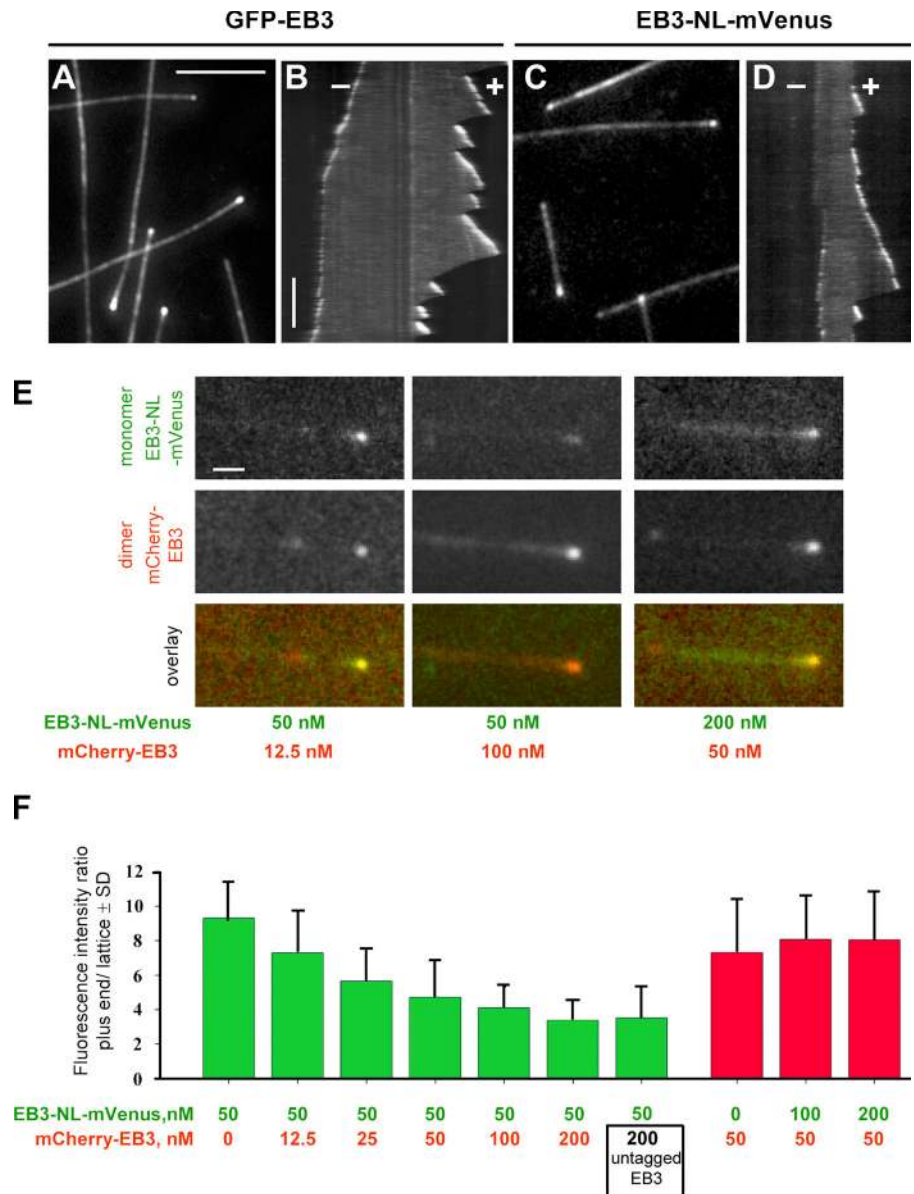 GFP-EB3 EB3-NL-mVenus
A B − + C D − +
E
monomer
EB3-NL
-mVenus
dimer
mCherry-
EB3
overlay
EB3-NL-mVenus 50 nM 50 nM 200 nM
mCherry-EB3 12.5 nM 100 nM 50 nM
F
Fluorescence intensity ratio
plus end/ lattice ± SD
12
10
8
6
4
2
0
EB3-NL-mVenus,nM 50 50 50 50 50 50 50 0 100 200
mCherry-EB3, nM 0 12.5 25 50 100 200 200 50 50 50
untagged
EB3